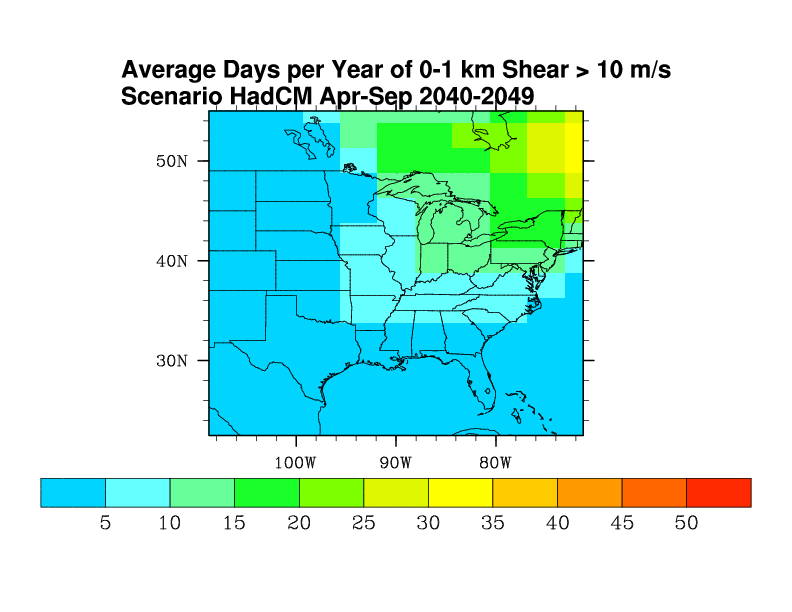 Average Days per Year of 0-1 km Shear > 10 m/s
Scenario HadCM Apr-Sep 2040-2049
50N
40N
30N
100W 90W 80W
5 10 15 20 25 30 35 40 45 50